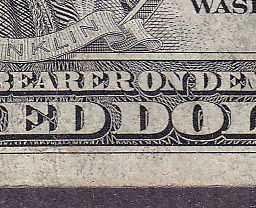 WAS
NKLIN
BEARER ON DE
ED DOL